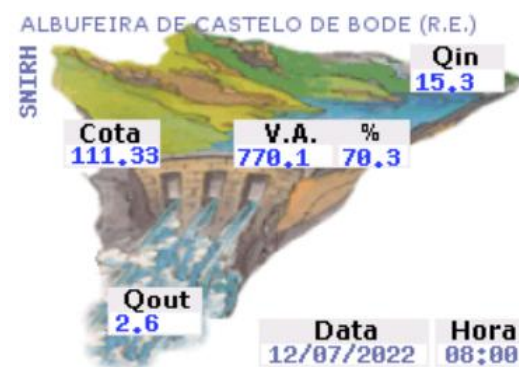 ALBUFEIRA DE CASTELO DE BODE (R.E.)
SNIRH
Qin
15.3
Cota V.A. %
111.33 770.1 70.3
Qout
2.6
Data Hora
12/07/2022 08:00